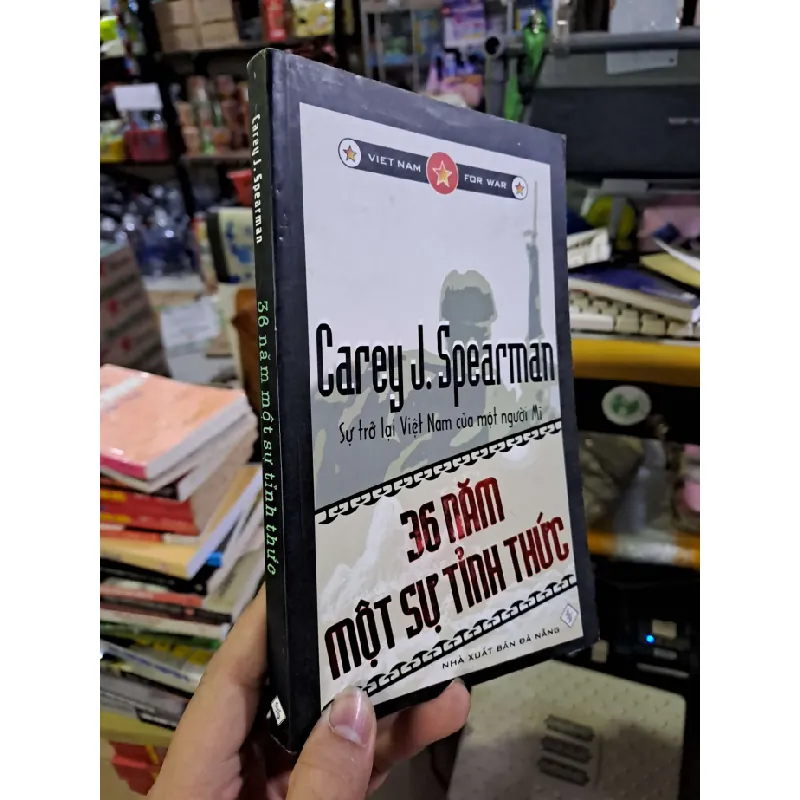 VIET NAM FOR WAR
Carey J. Spearman
Sự trở lại Việt Nam của một người Mĩ
36 NĂM
MỘT SỰ TỈNH THỨC
NHÀ XUẤT BẢN ĐÀ NẴNG
Carey J. Spearman
36 năm một sự tỉnh thức